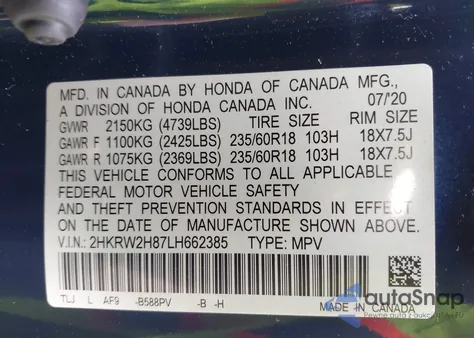 MFD. IN CANADA BY HONDA OF CANADA MFG.,
A DIVISION OF HONDA CANADA INC. 07/'20
GVWR 2150KG (4739LBS) TIRE SIZE RIM SIZE
GAWR F 1100KG (2425LBS) 235/60R18 103H 18X7.5J
GAWR R 1075KG (2369LBS) 235/60R18 103H 18X7.5J
THIS VEHICLE CONFORMS TO ALL APPLICABLE
FEDERAL MOTOR VEHICLE SAFETY
AND THEFT PREVENTION STANDARDS IN EFFECT
ON THE DATE OF MANUFACTURE SHOWN ABOVE.
V.I.N: 2HKRW2H87LH662385 TYPE: MPV
L AF9 -B588PV -B -H
MADE IN CANADA
autoSnap
Pewne auta z aukcji